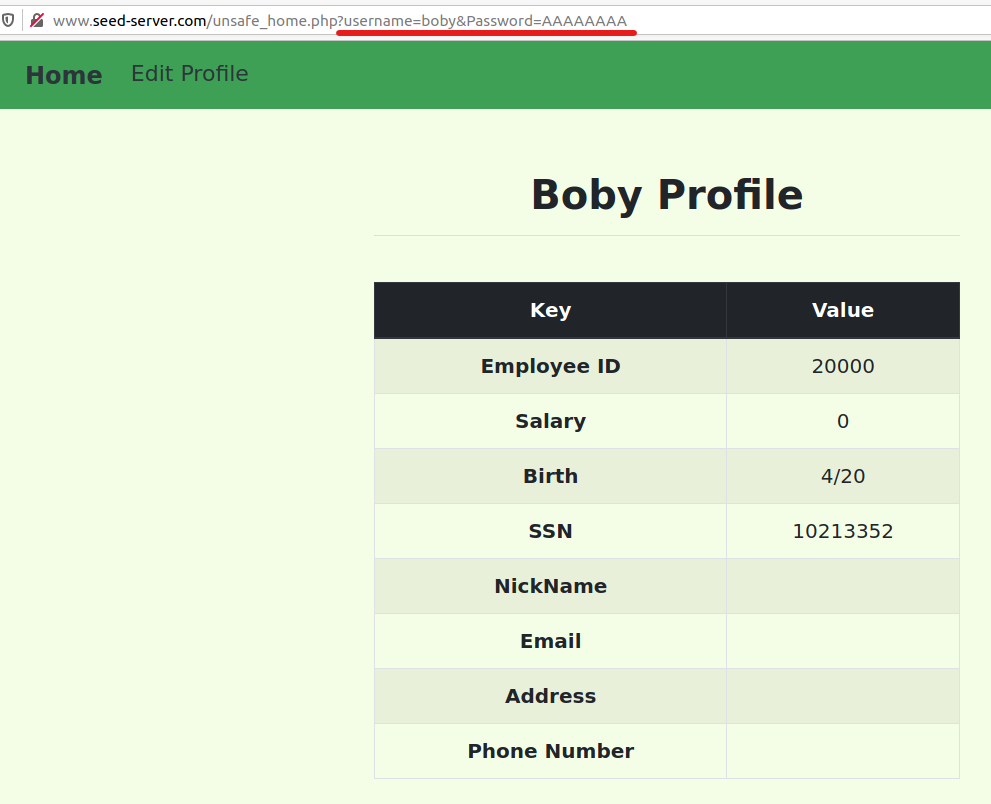 www.seed-server.com/unsafe_home.php?username=boby&Password=AAAAAAAA
Home Edit Profile
Boby Profile
Key Value
Employee ID 20000
Salary 0
Birth 4/20
SSN 10213352
NickName
Email
Address
Phone Number